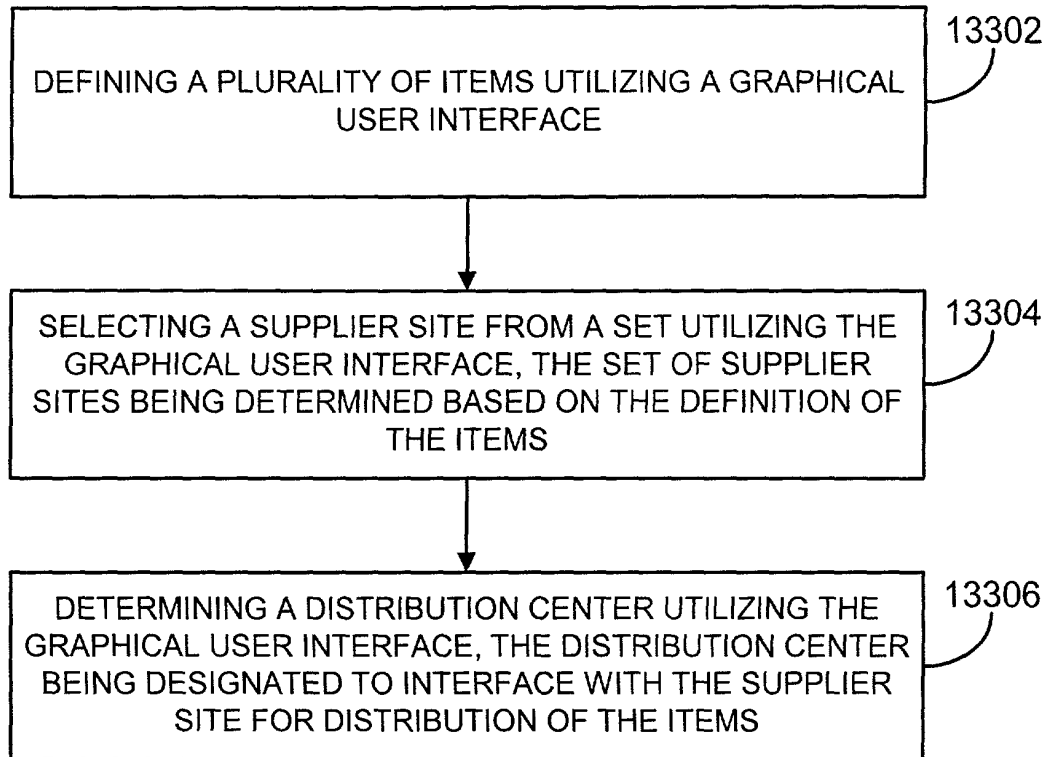 13302
DEFINING A PLURALITY OF ITEMS UTILIZING A GRAPHICAL
USER INTERFACE
13304
SELECTING A SUPPLIER SITE FROM A SET UTILIZING THE
GRAPHICAL USER INTERFACE, THE SET OF SUPPLIER
SITES BEING DETERMINED BASED ON THE DEFINITION OF
THE ITEMS
13306
DETERMINING A DISTRIBUTION CENTER UTILIZING THE
GRAPHICAL USER INTERFACE, THE DISTRIBUTION CENTER
BEING DESIGNATED TO INTERFACE WITH THE SUPPLIER
SITE FOR DISTRIBUTION OF THE ITEMS